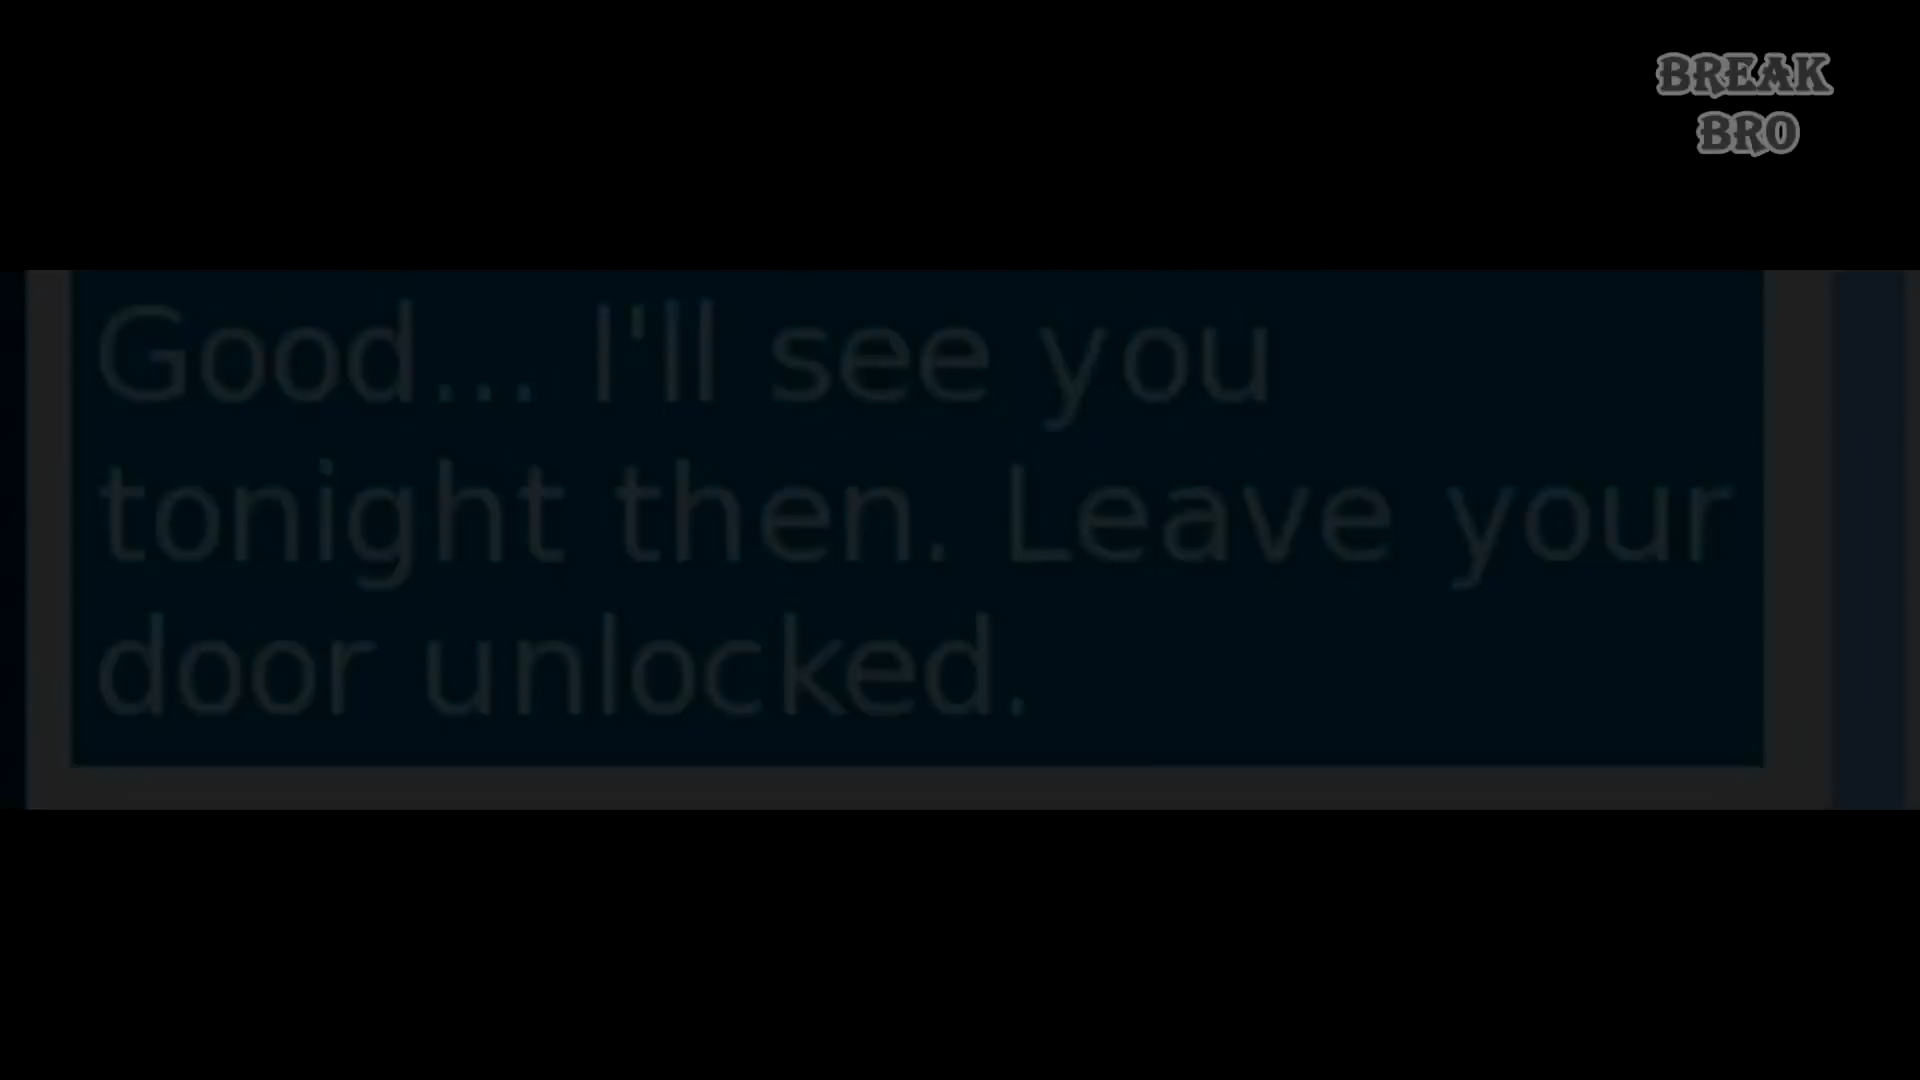 BREAK
BRO
Good... I'll see you
tonight then. Leave your
door unlocked.